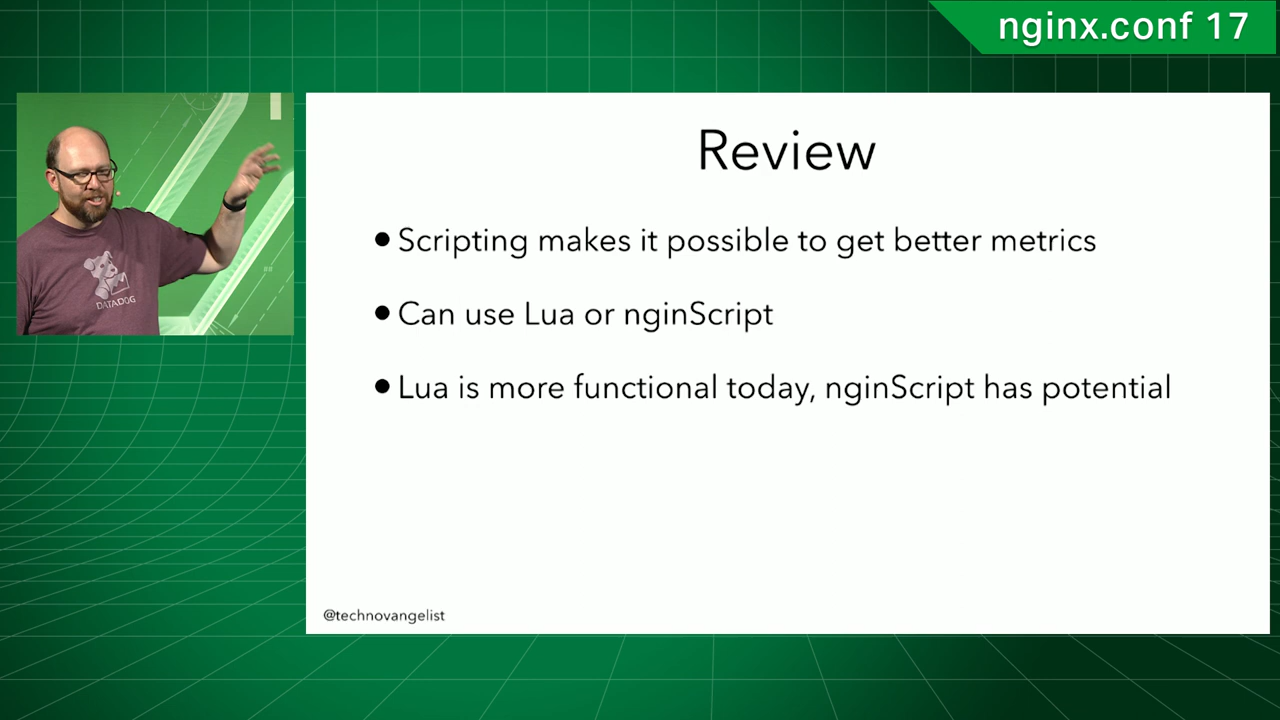 nginx.conf 17
Review
• Scripting makes it possible to get better metrics
• Can use Lua or nginScript
• Lua is more functional today, nginScript has potential
DATADOG
@technovangelist